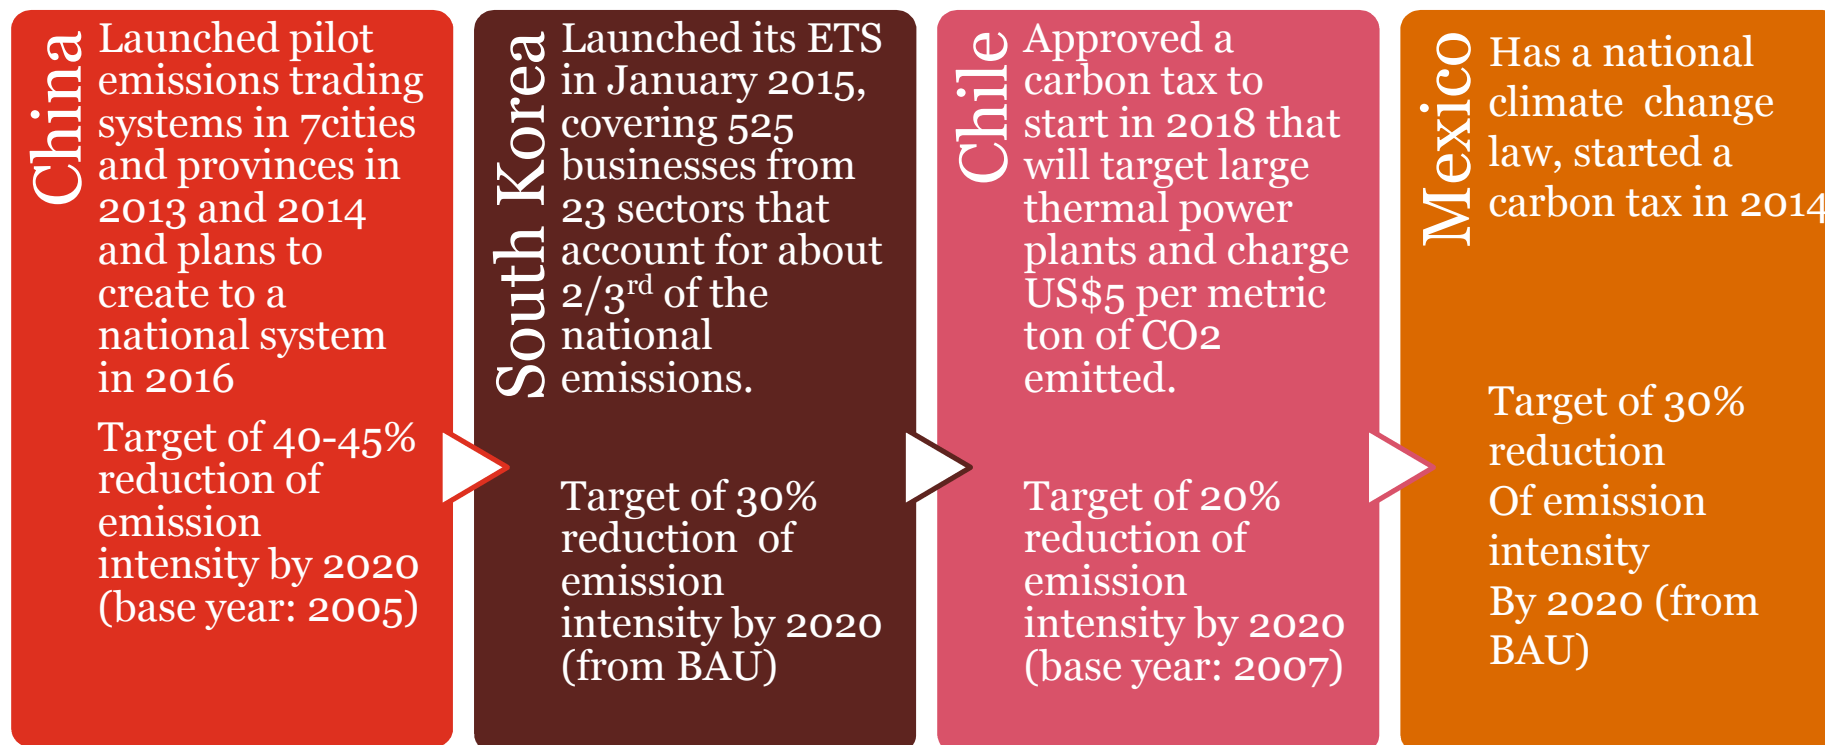 China
Launched pilot
emissions trading
systems in 7cities
and provinces in
2013 and 2014
and plans to
create to a
national system
in 2016
Target of 40-45%
reduction of
emission
intensity by 2020
(base year: 2005)
South Korea
Launched its ETS
in January 2015,
covering 525
businesses from
23 sectors that
account for about
2/3rd of the
national
emissions.
Target of 30%
reduction of
emission
intensity by 2020
(from BAU)
Chile
Approved a
carbon tax to
start in 2018 that
will target large
thermal power
plants and charge
US$5 per metric
ton of CO2
emitted.
Target of 20%
reduction of
emission
intensity by 2020
(base year: 2007)
Mexico
Has a national
climate change
law, started a
carbon tax in 2014
Target of 30%
reduction
Of emission
intensity
By 2020 (from
BAU)